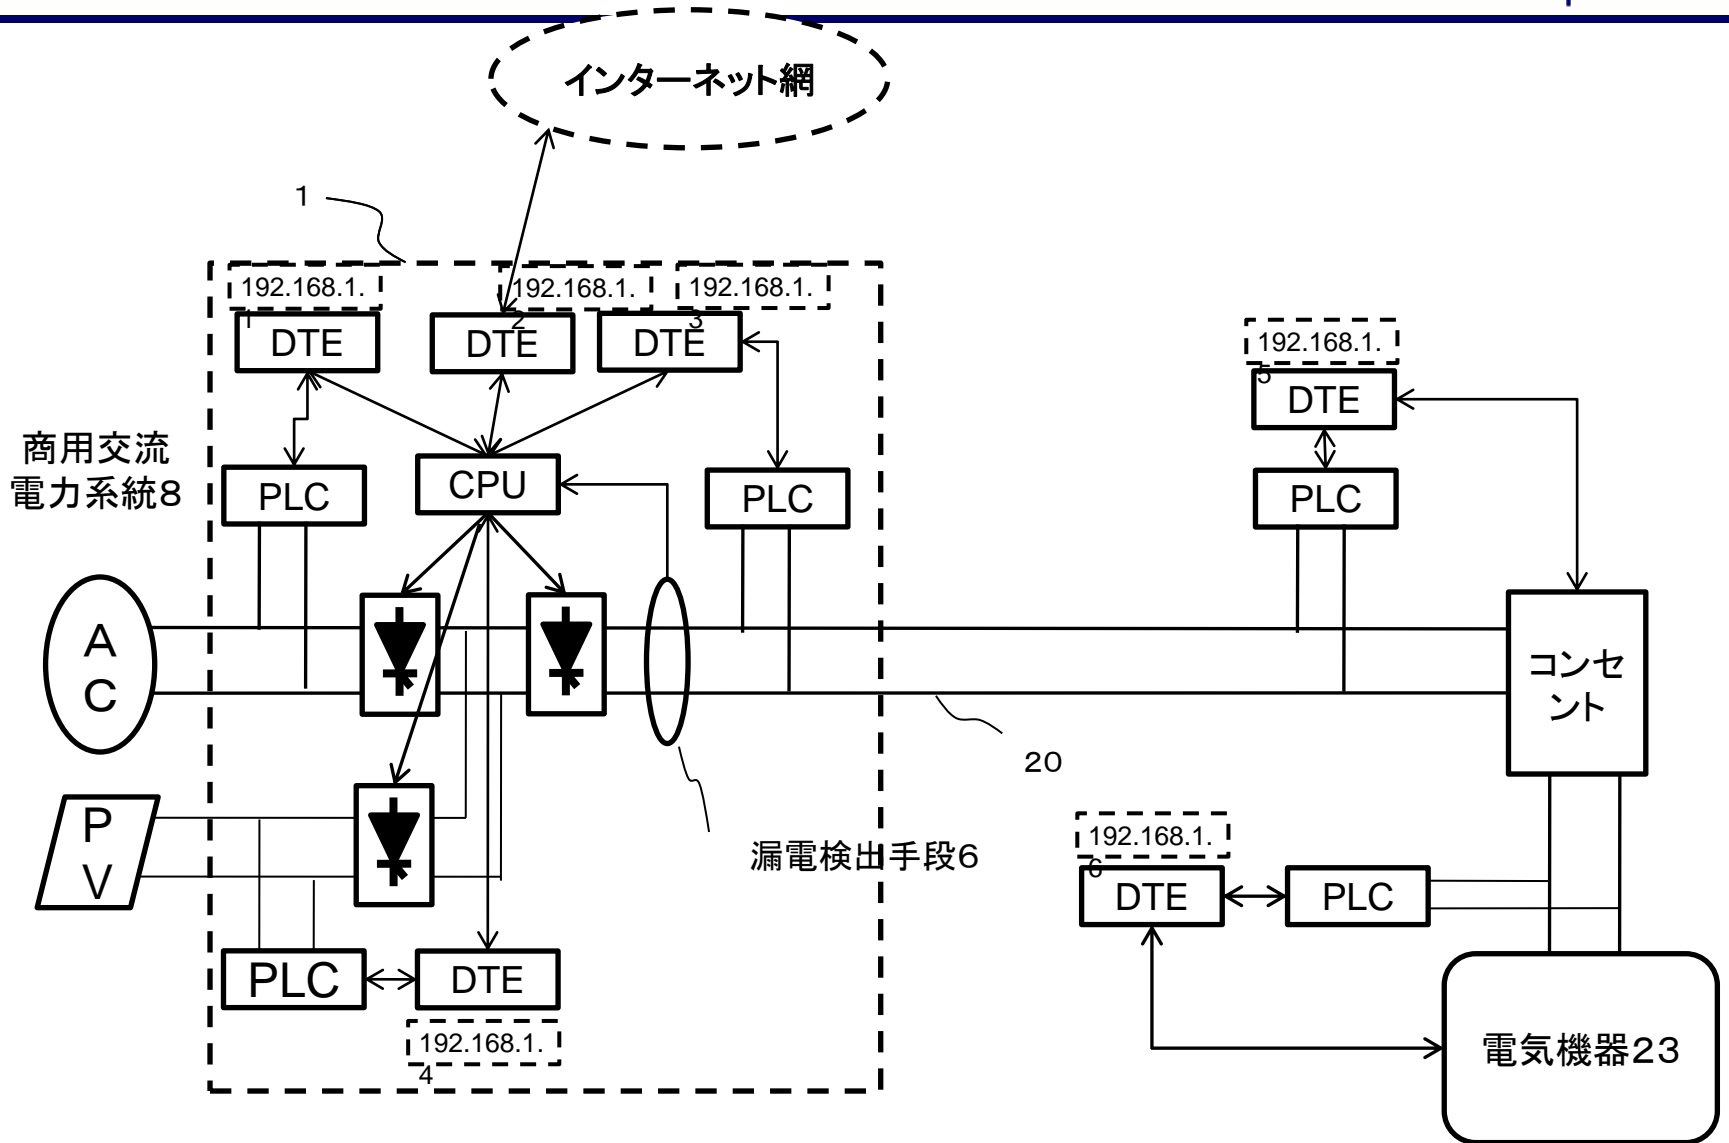 インターネット網
1
192.168.1.
1
192.168.1.
2
192.168.1.
3
DTE
DTE
DTE
192.168.1.
5
DTE
商用交流
電力系統8
PLC
CPU
PLC
PLC
A
C
コンセ
ント
20
P
V
漏電検出手段6
192.168.1.
6
DTE
PLC
PLC
DTE
192.168.1.
4
電気機器23